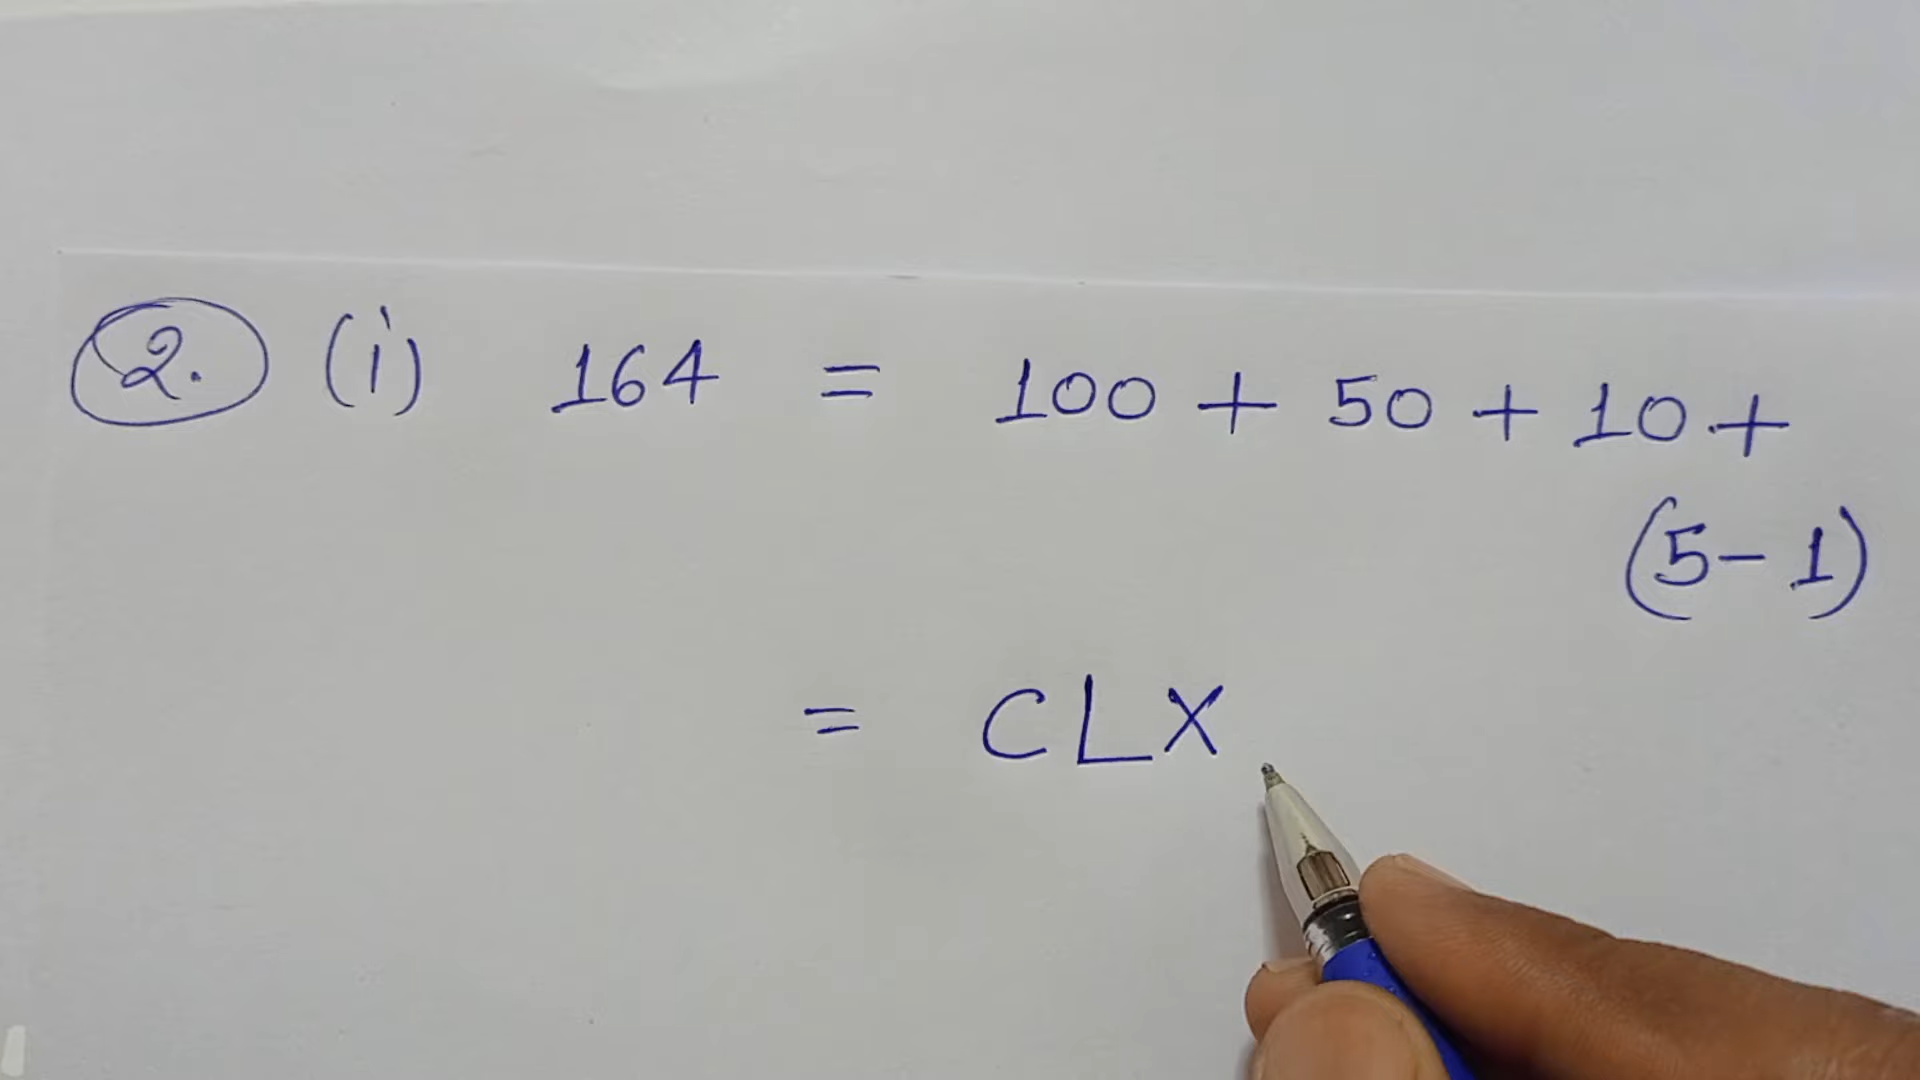 2. (i) 164 = 100 + 50 + 10 +
(5-1)
= CLX